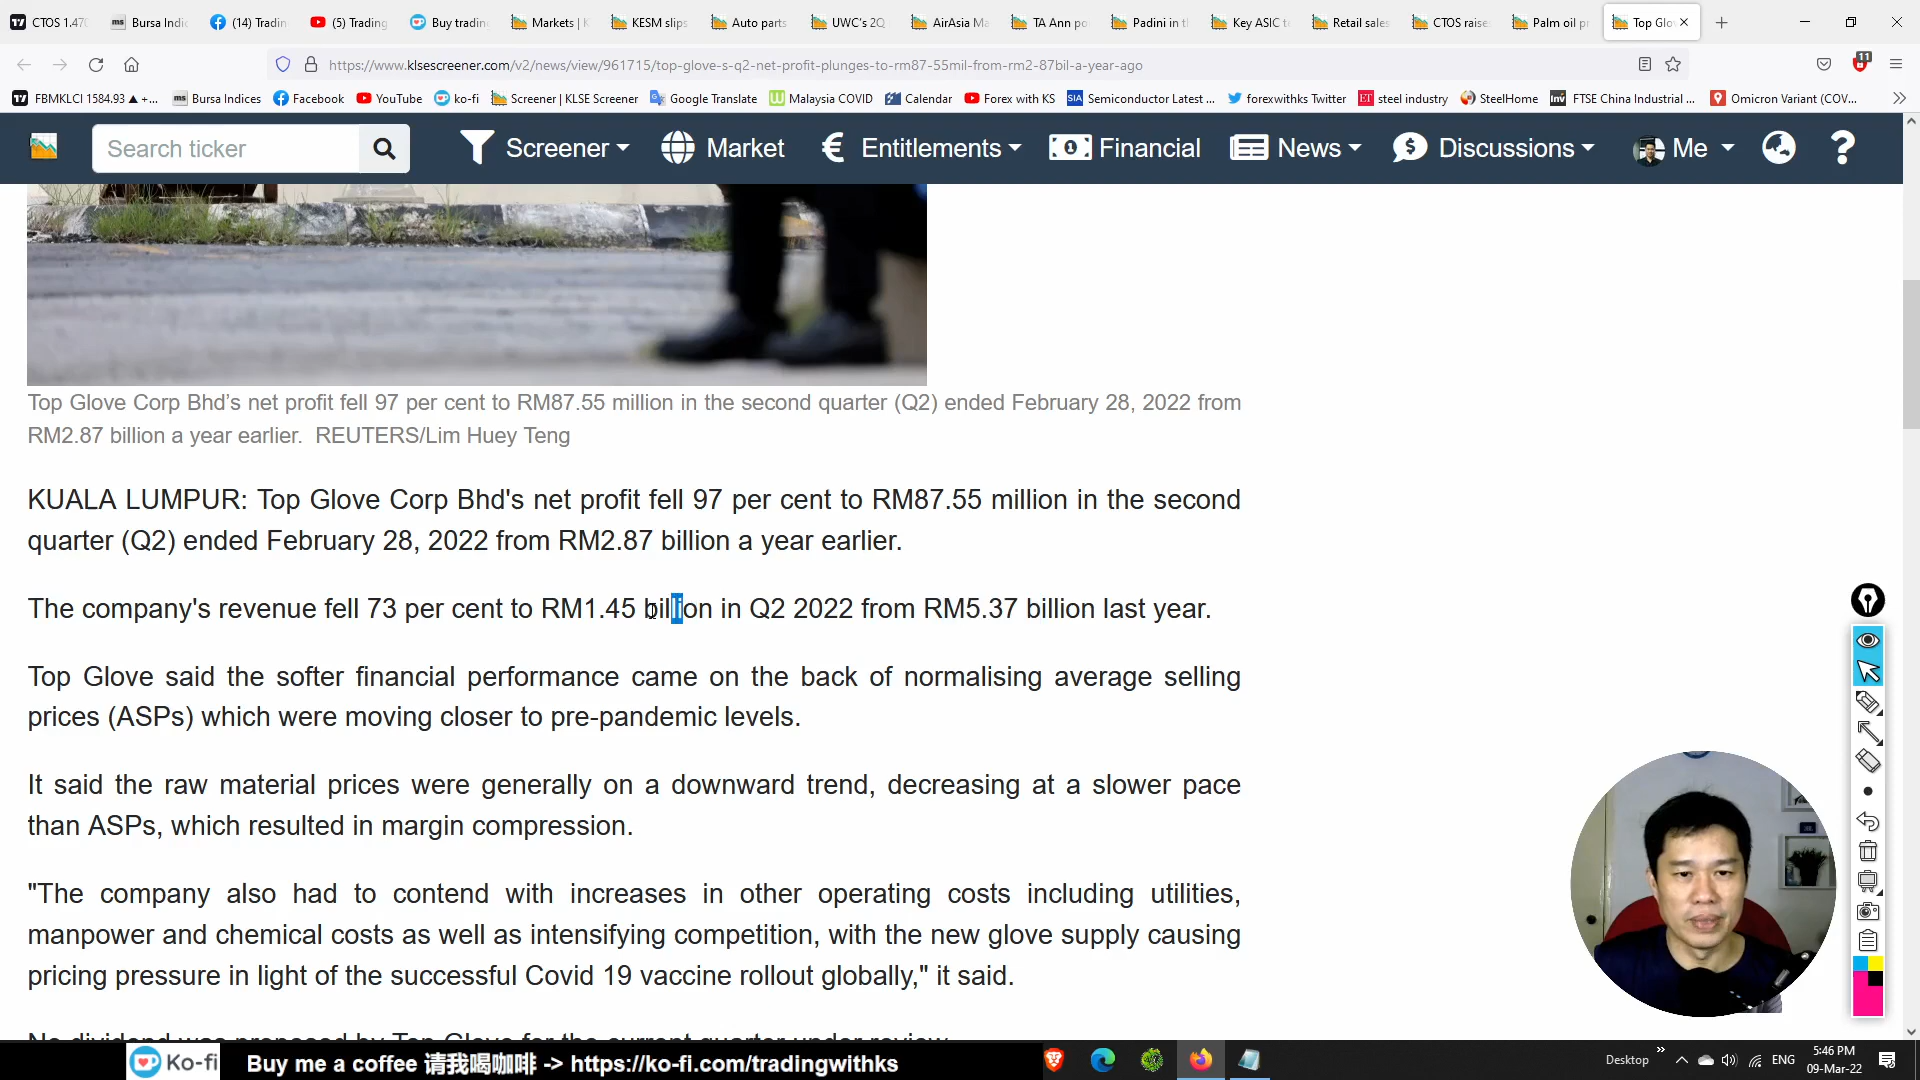 CTOS 1.470
Bursa Indi
(14) Tradin
(5) Trading
Buy tradin
Markets | K
KESM slips
Auto parts
UWC's 2Q
AirAsia Ma
TA Ann po
Padini in th
Key ASIC t
Retail sales
CTOS raise
Palm oil pr
Top Glo
https://www.klsescreener.com/v2/news/view/961715/top-glove-s-q2-net-profit-plunges-to-rm87-55mil-from-rm2-87bil-a-year-ago
11
FBMKLCI 1584.93 ▲ +...
Bursa Indices
Facebook
YouTube
ko-fi
Screener | KLSE Screener
Google Translate
Malaysia COVID
Calendar
Forex with KS
Semiconductor Latest ...
forexwithks Twitter
steel industry
SteelHome
FTSE China Industrial ...
Omicron Variant (COV...
Search ticker
Screener
Market
Entitlements
Financial
News
Discussions
Me
Top Glove Corp Bhd’s net profit fell 97 per cent to RM87.55 million in the second quarter (Q2) ended February 28, 2022 from
RM2.87 billion a year earlier. REUTERS/Lim Huey Teng
KUALA LUMPUR: Top Glove Corp Bhd's net profit fell 97 per cent to RM87.55 million in the second
quarter (Q2) ended February 28, 2022 from RM2.87 billion a year earlier.
The company's revenue fell 73 per cent to RM1.45 billion in Q2 2022 from RM5.37 billion last year.
Top Glove said the softer financial performance came on the back of normalising average selling
prices (ASPs) which were moving closer to pre-pandemic levels.
It said the raw material prices were generally on a downward trend, decreasing at a slower pace
than ASPs, which resulted in margin compression.
"The company also had to contend with increases in other operating costs including utilities,
manpower and chemical costs as well as intensifying competition, with the new glove supply causing
pricing pressure in light of the successful Covid 19 vaccine rollout globally," it said.
No dividend was proposed by Top Glove for the current quarter under review.
Ko-fi
Buy me a coffee 请我喝咖啡 -> https://ko-fi.com/tradingwithks
Desktop
ENG
5:46 PM
09-Mar-22